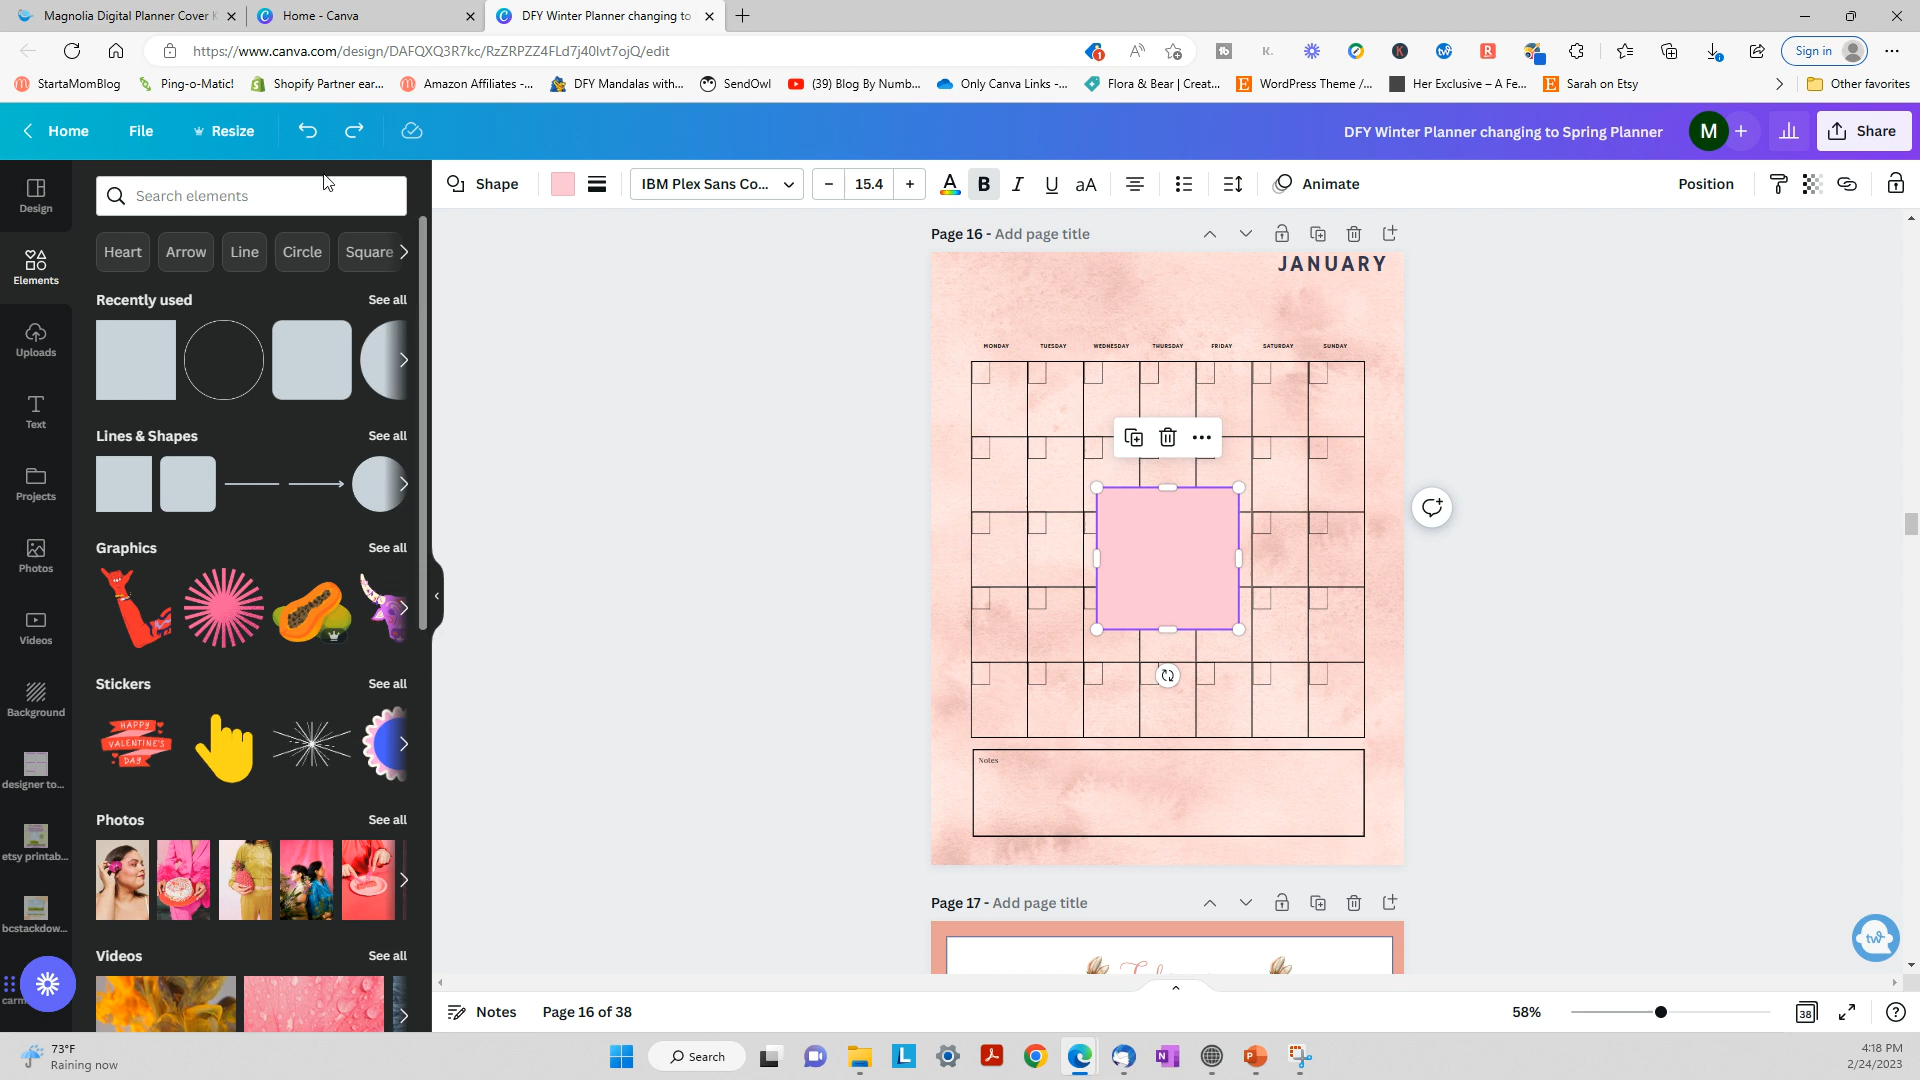 Magnolia Digital Planner Cover K
Home - Canva
DFY Winter Planner changing to
https://www.canva.com/design/DAFQXQ3R7kc/RzZRPZZ4FLd7j40lvt7ojQ/edit
Sign in
StartaMomBlog
Ping-o-Matic!
Shopify Partner ear...
Amazon Affiliates -...
DFY Mandalas with...
SendOwl
(39) Blog By Numb...
Only Canva Links -...
Flora & Bear | Creat...
WordPress Theme /...
Her Exclusive – A Fe...
Sarah on Etsy
Other favorites
Home
File
Resize
DFY Winter Planner changing to Spring Planner
M
Share
Design
Elements
Uploads
Text
Projects
Photos
Videos
Background
designer to...
etsy printab...
bcstackdow...
carm
Search elements
Heart
Arrow
Line
Circle
Square
Recently used
See all
Lines & Shapes
See all
Graphics
See all
Stickers
See all
HAPPY
VALENTINE'S
DAY
Photos
See all
Videos
See all
Shape
IBM Plex Sans Co...
– 15.4 +
A
B
I
U
aA
Animate
Position
Page 16 - Add page title
JANUARY
MONDAY TUESDAY WEDNESDAY THURSDAY FRIDAY SATURDAY SUNDAY
Notes
Page 17 - Add page title
Notes
Page 16 of 38
58%
38
tw
73°F
Raining now
Search
4:18 PM
2/24/2023